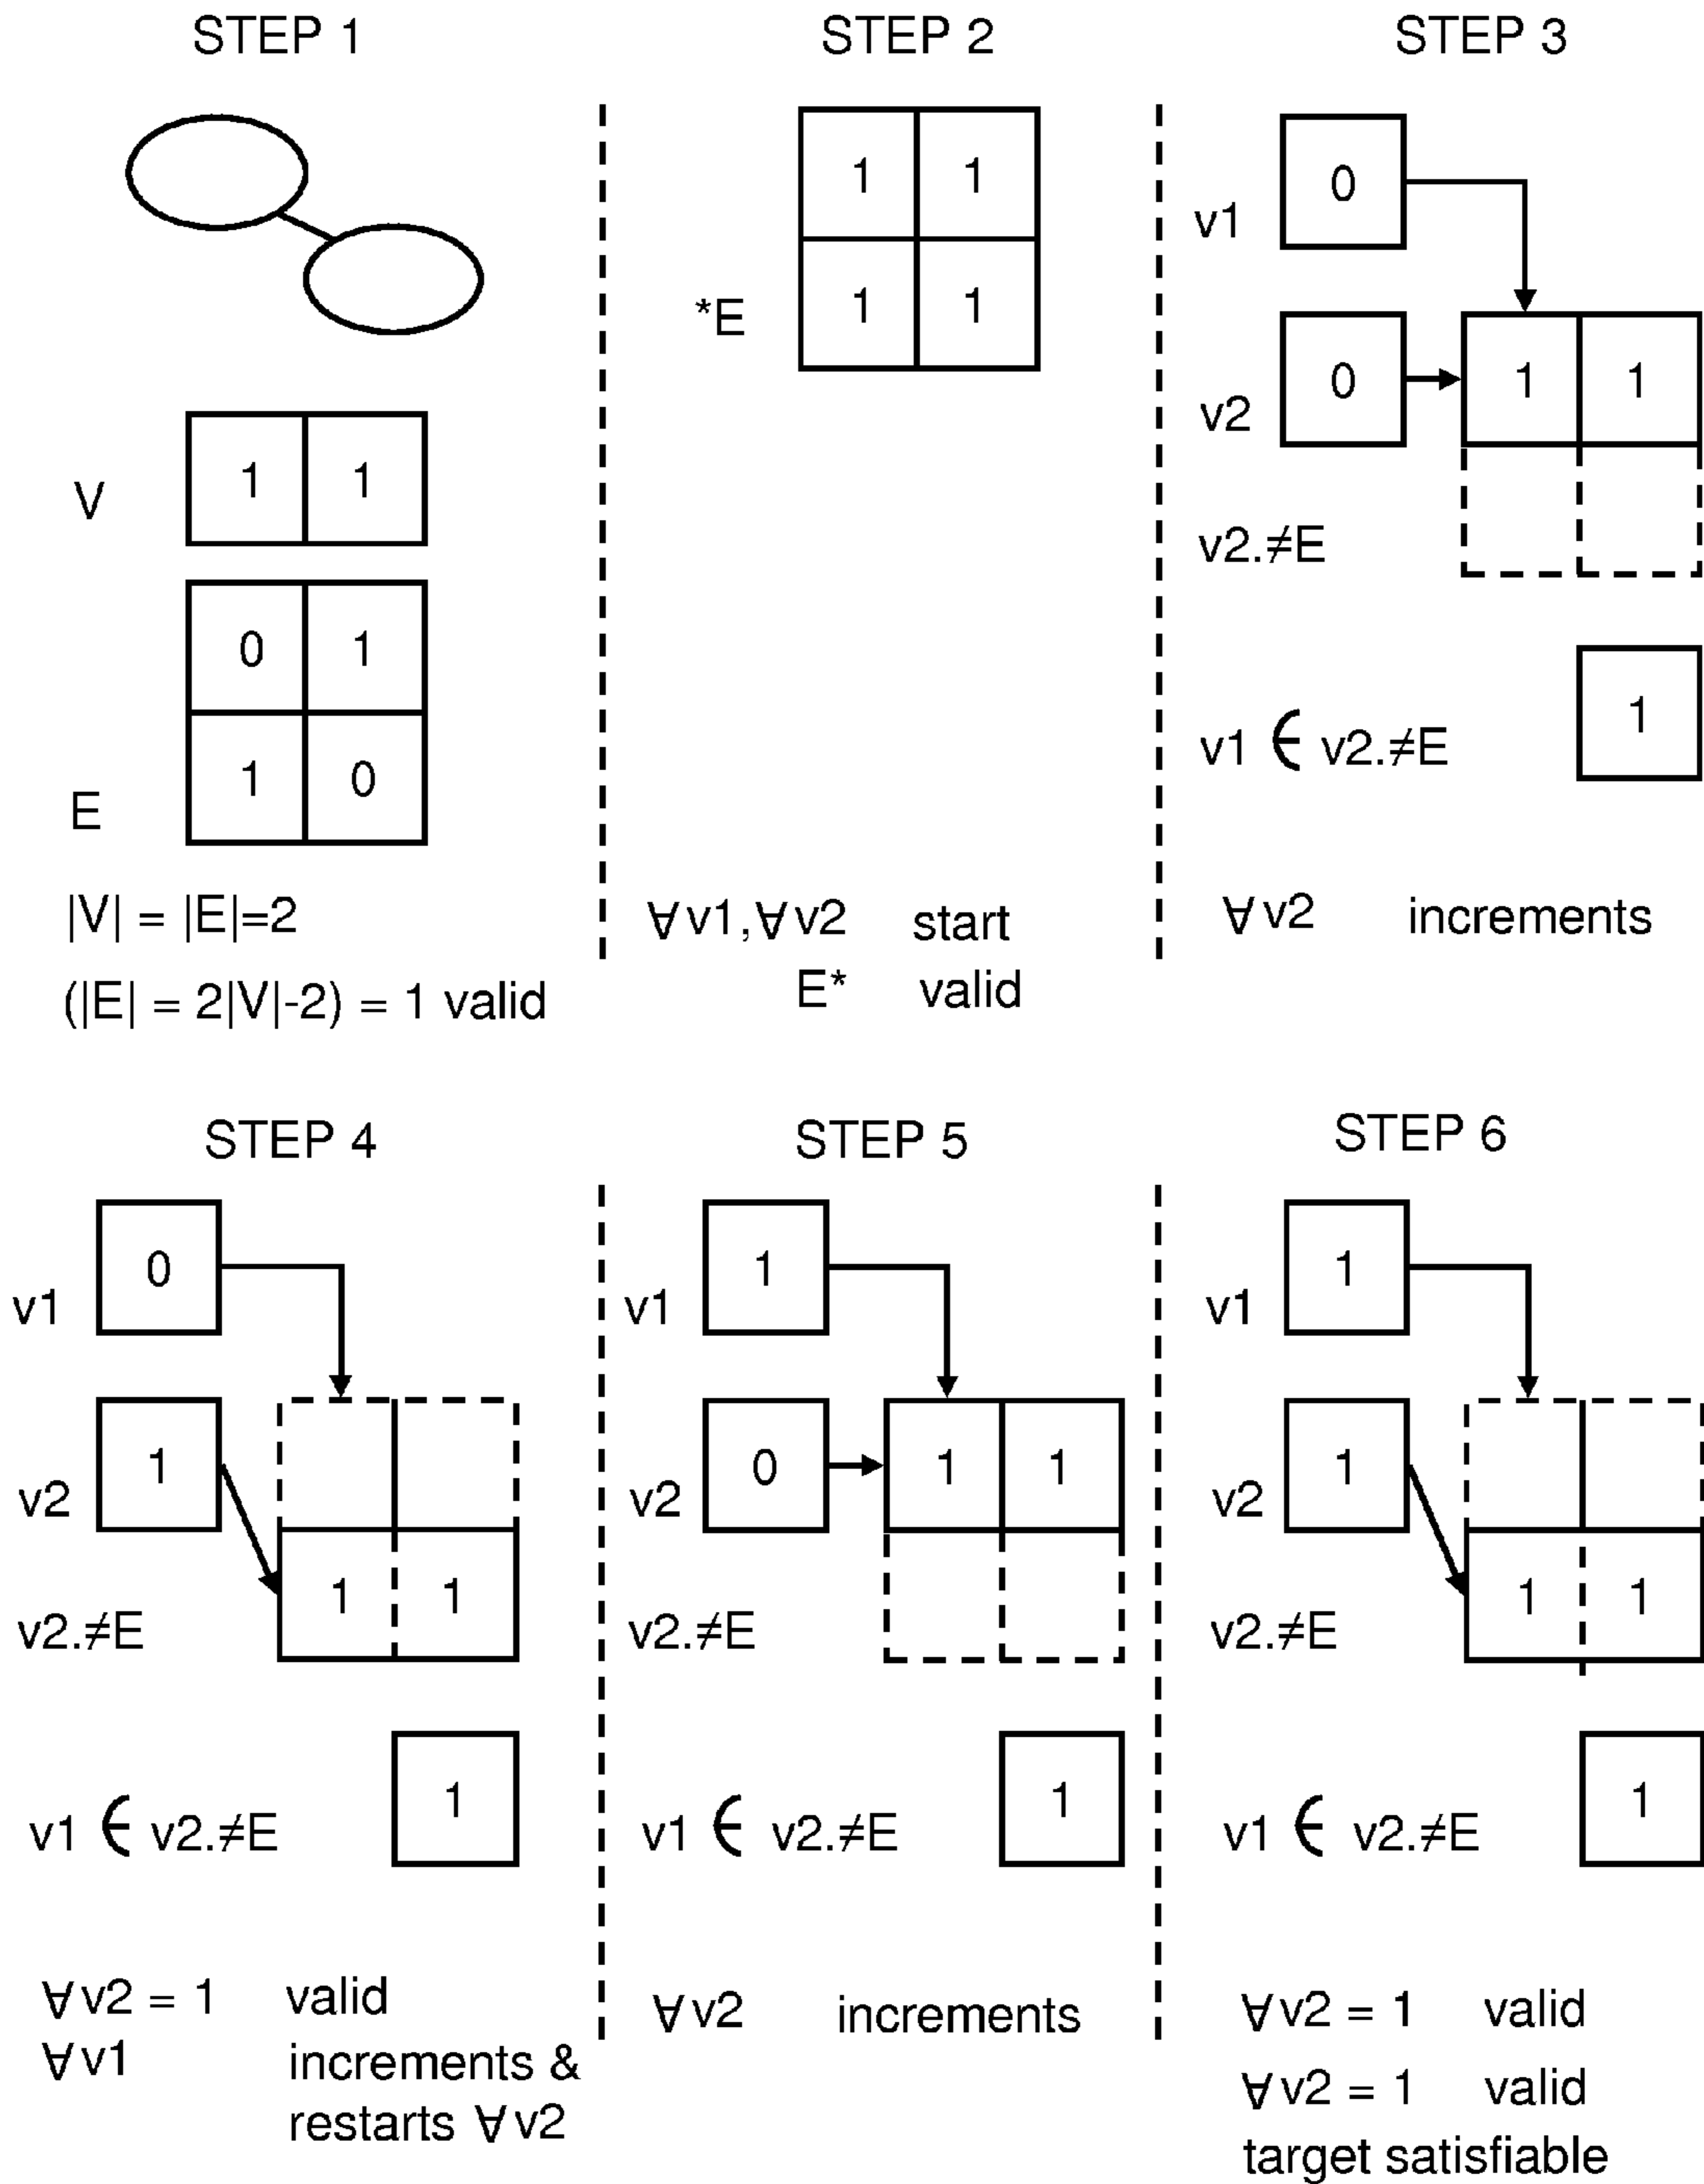 STEP 1
V
1 1
0 1
1 0
E
|V| = |E|=2
(|E| = 2|V|-2) = 1 valid
STEP 2
1 1
1 1
*E
∀v1,∀v2 start
E* valid
STEP 3
0
v1
0
1 1
v2
v2.≠E
1
v1 ∈ v2.≠E
∀v2 increments
STEP 4
0
v1
1
v2
1 1
v2.≠E
1
v1 ∈ v2.≠E
∀v2 = 1 valid
∀v1 increments &
restarts ∀v2
STEP 5
1
v1
0
1 1
v2
v2.≠E
1
v1 ∈ v2.≠E
∀v2 increments
STEP 6
1
v1
1
v2
1 1
v2.≠E
1
v1 ∈ v2.≠E
∀v2 = 1 valid
∀v2 = 1 valid
target satisfiable